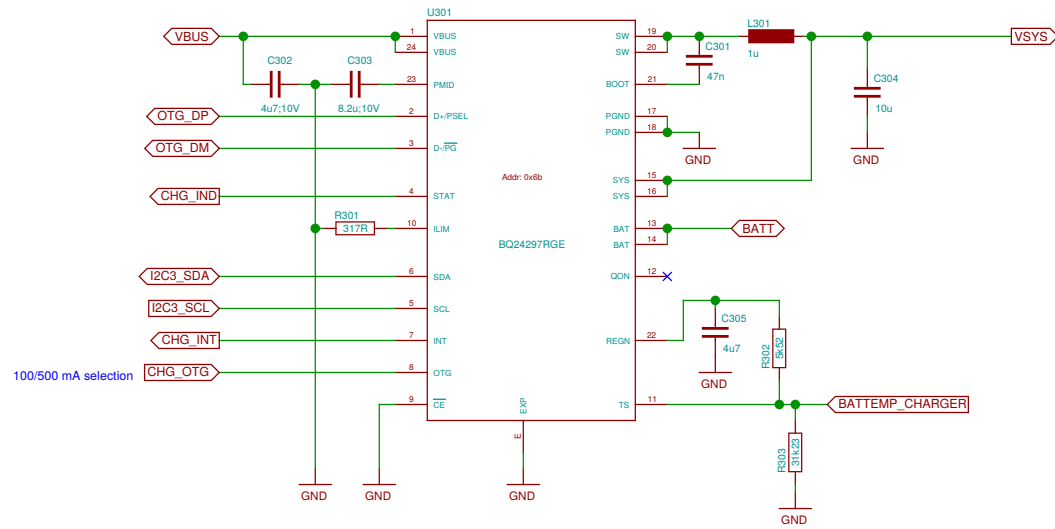 U301
VBUS
1
VBUS
24
VBUS
C302
4u7;10V
C303
8.2u;10V
23
PMID
OTG_DP
2
D+/PSEL
OTG_DM
3
D-/PG
CHG_IND
4
STAT
R301
317R
10
ILIM
I2C3_SDA
6
SDA
I2C3_SCL
5
SCL
CHG_INT
7
INT
100/500 mA selection
CHG_OTG
8
OTG
9
CE
GND
GND
EXP
E
GND
Addr: 0x6b
BQ24297RGE
SW
19
SW
20
L301
1u
VSYS
C301
47n
BOOT
21
C304
10u
GND
PGND
17
PGND
18
GND
SYS
15
SYS
16
BAT
13
BAT
14
BATT
QON
12
REGN
22
C305
4u7
GND
R302
5k52
TS
11
BATTEMP_CHARGER
R303
31k23
GND